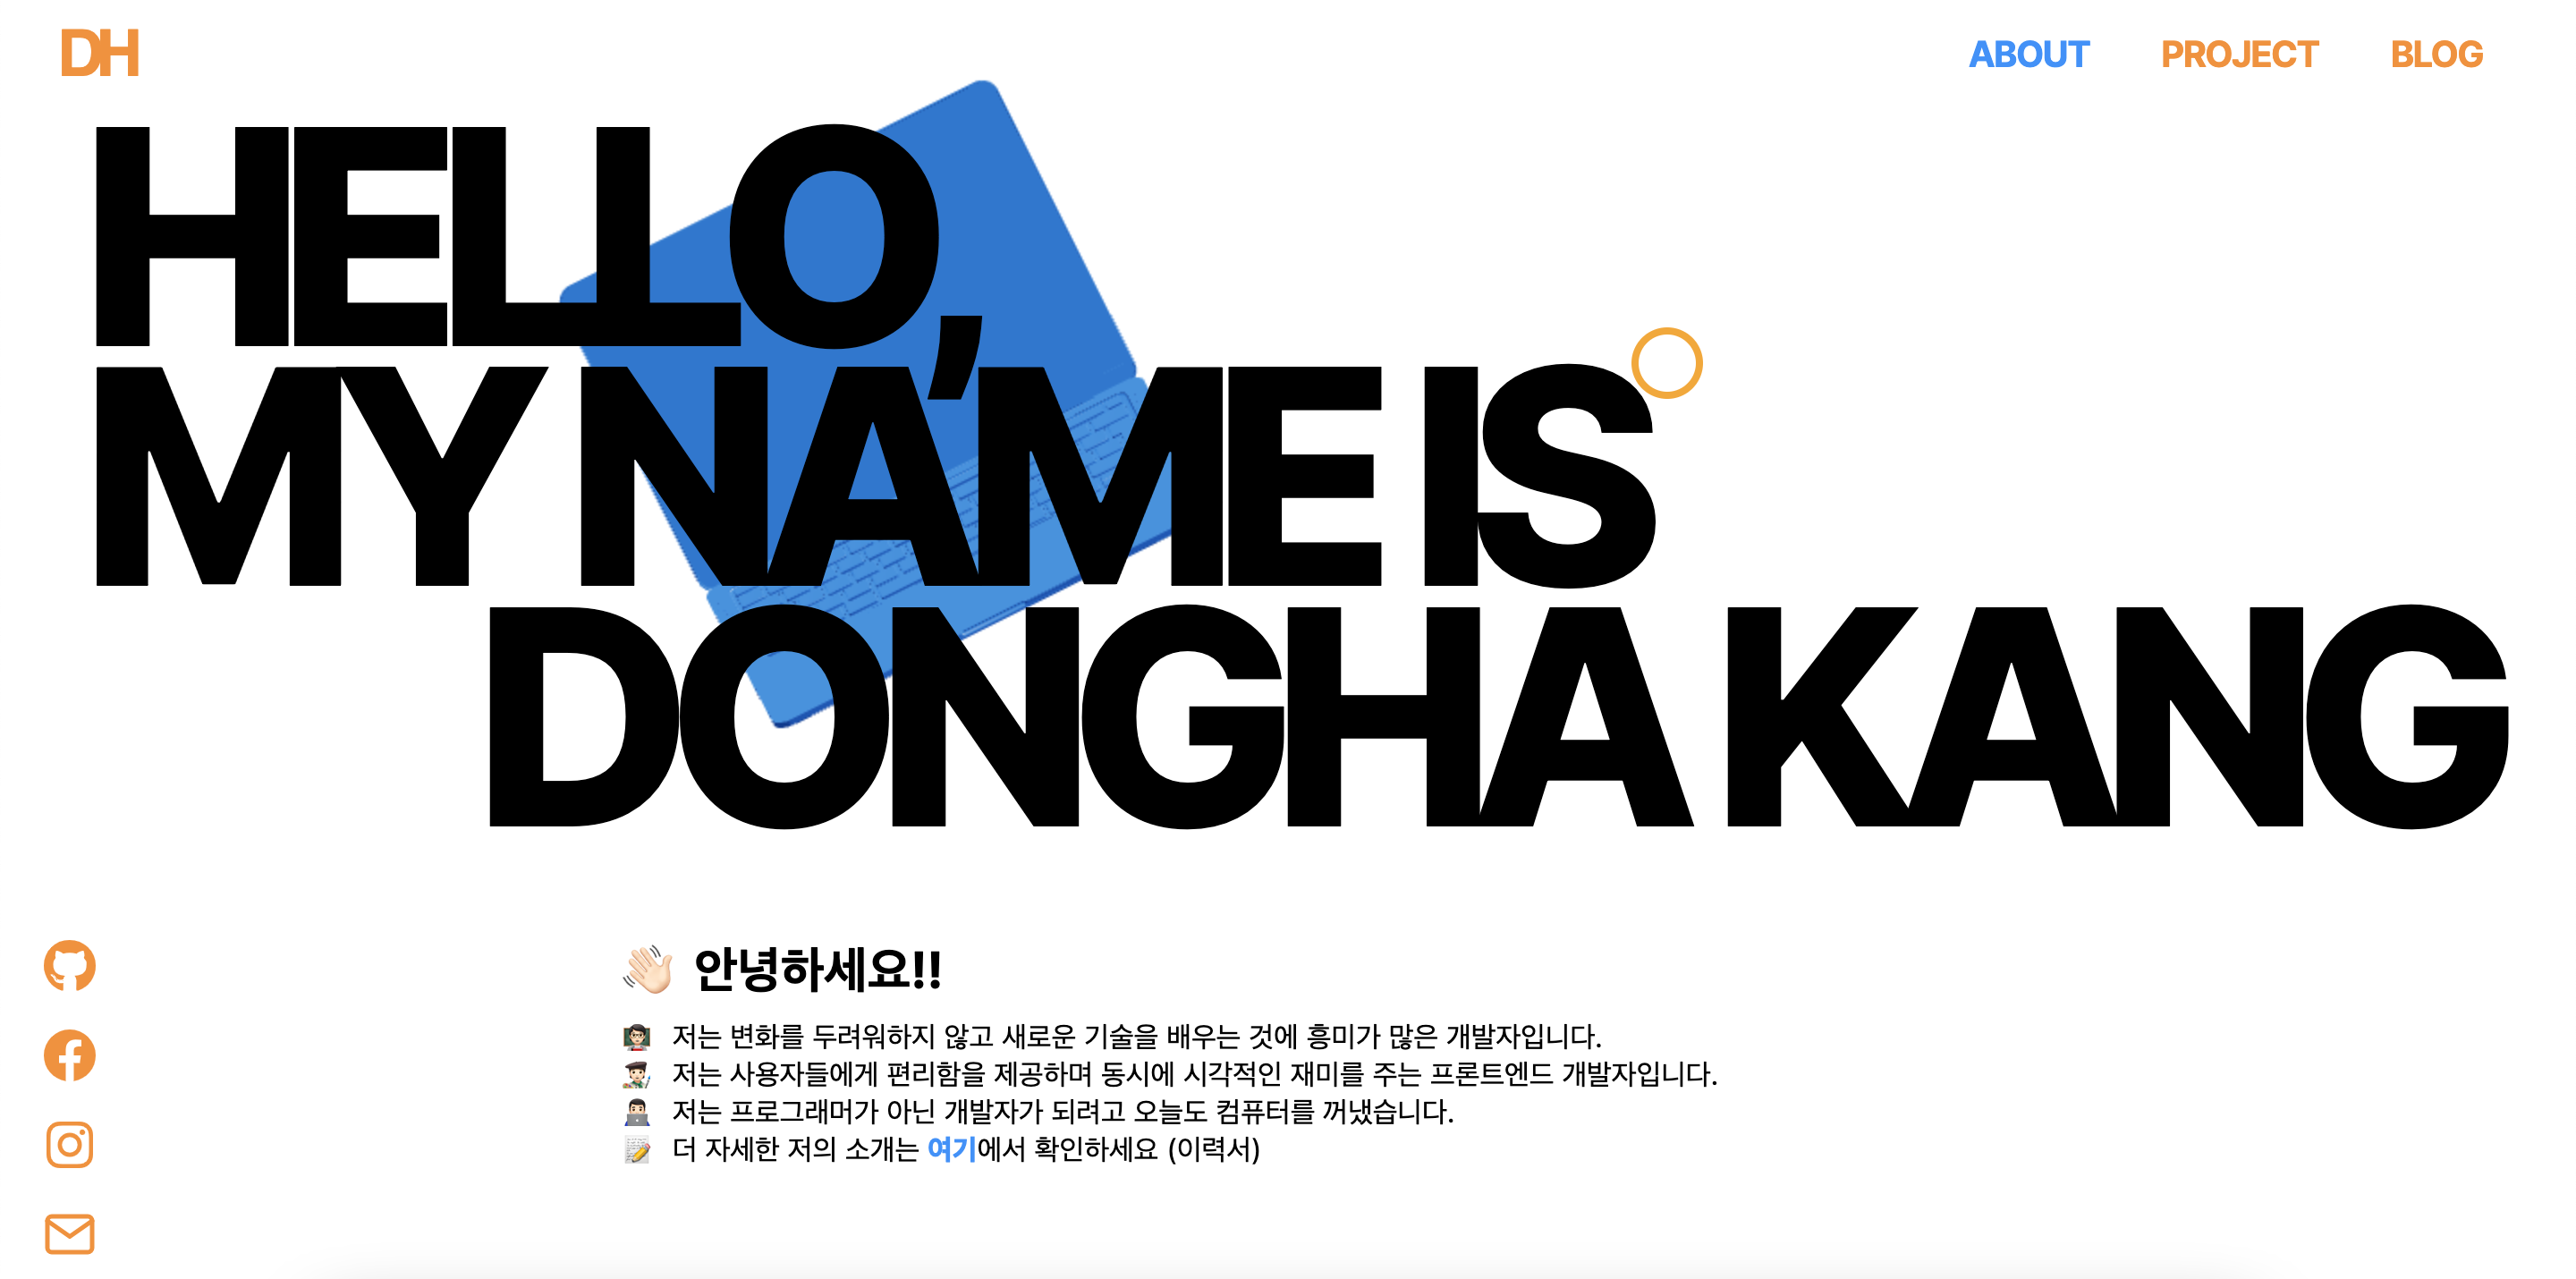 DH
ABOUT PROJECT BLOG
HELLO,
MY NAME IS
DONGHA KANG
👋🏻 안녕하세요!!
👨🏻‍🏫 저는 변화를 두려워하지 않고 새로운 기술을 배우는 것에 흥미가 많은 개발자입니다.
👨🏻‍🎨 저는 사용자들에게 편리함을 제공하며 동시에 시각적인 재미를 주는 프론트엔드 개발자입니다.
👨🏻‍💻 저는 프로그래머가 아닌 개발자가 되려고 오늘도 컴퓨터를 꺼냈습니다.
📝 더 자세한 저의 소개는 여기에서 확인하세요 (이력서)